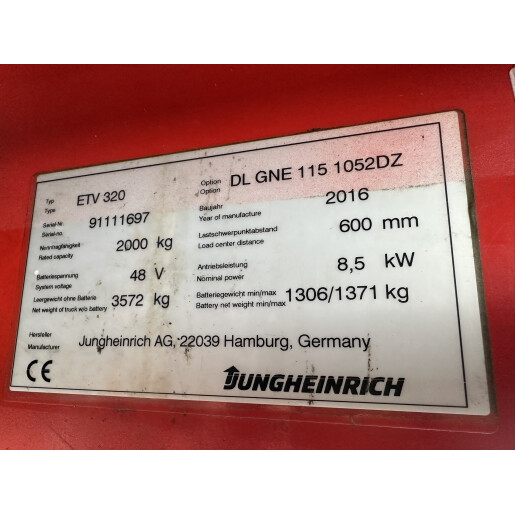 Typ ETV 320 Option DL GNE 115 1052DZ
Type Option
Serial-Nr. 91111697 Baujahr 2016
Serial-no. Year of manufacture
Nenntragfähigkeit 2000 kg Lastschwerpunktabstand 600 mm
Rated capacity Load center distance
Batteriespannung 48 V Antriebsleistung 8,5 kW
System voltage Nominal power
Leergewicht ohne Batterie 3572 kg Batteriegewicht min/max 1306/1371 kg
Net weight of truck w/o battery Battery net weight min/max
Hersteller Jungheinrich AG, 22039 Hamburg, Germany
Manufacturer
CE JUNGHEINRICH